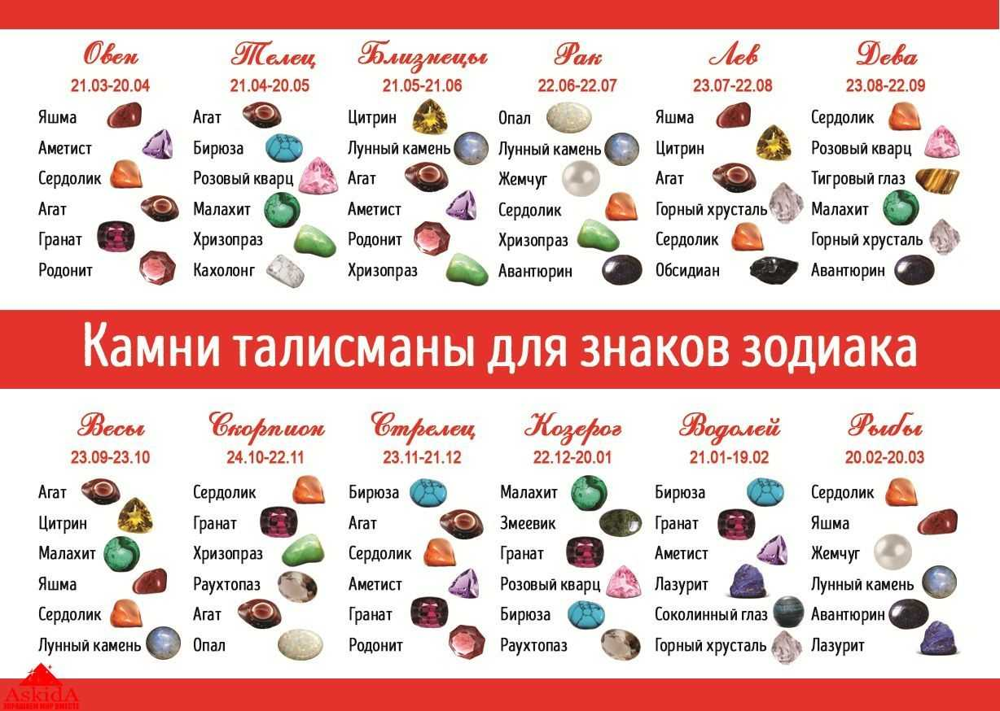 Овен
21.03-20.04
Яшма
Аметист
Сердолик
Агат
Гранат
Родонит
Телец
21.04-20.05
Агат
Бирюза
Розовый кварц
Малахит
Хризопраз
Кахолонг
Близнецы
21.05-21.06
Цитрин
Лунный камень
Агат
Аметист
Родонит
Хризопраз
Рак
22.06-22.07
Опал
Лунный камень
Жемчуг
Сердолик
Хризопраз
Авантюрин
Лев
23.07-22.08
Яшма
Цитрин
Агат
Горный хрусталь
Сердолик
Обсидиан
Дева
23.08-22.09
Сердолик
Розовый кварц
Тигровый глаз
Малахит
Горный хрусталь
Авантюрин
Камни талисманы для знаков зодиака
Весы
23.09-23.10
Агат
Цитрин
Малахит
Яшма
Сердолик
Лунный камень
Скорпион
24.10-22.11
Сердолик
Гранат
Хризопраз
Раухтопаз
Агат
Опал
Стрелец
23.11-21.12
Бирюза
Агат
Сердолик
Аметист
Гранат
Родонит
Козерог
22.12-20.01
Малахит
Змеевик
Гранат
Розовый кварц
Бирюза
Раухтопаз
Водолей
21.01-19.02
Бирюза
Гранат
Аметист
Лазурит
Соколинный глаз
Горный хрусталь
Рыбы
20.02-20.03
Сердолик
Яшма
Жемчуг
Лунный камень
Авантюрин
Лазурит
AskidA
УКРАШАЕМ МИР ВМЕСТЕ